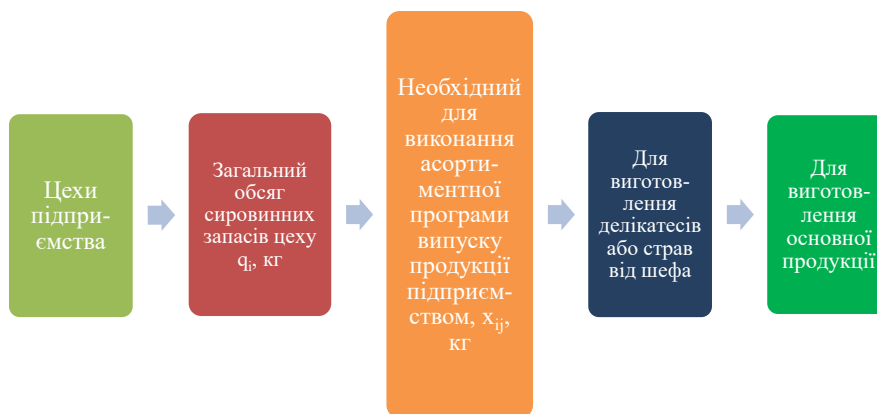 Цехи
підпри-
ємства
Загальний
обсяг
сировинних
запасів цеху
qi, кг
Необхідний
для
виконання
асорти-
ментної
програми
випуску
продукції
підприєм-
ством, xij,
кг
Для
виготов-
лення
делікатесів
або страв
від шефа
Для
виготов-
лення
основної
продукції